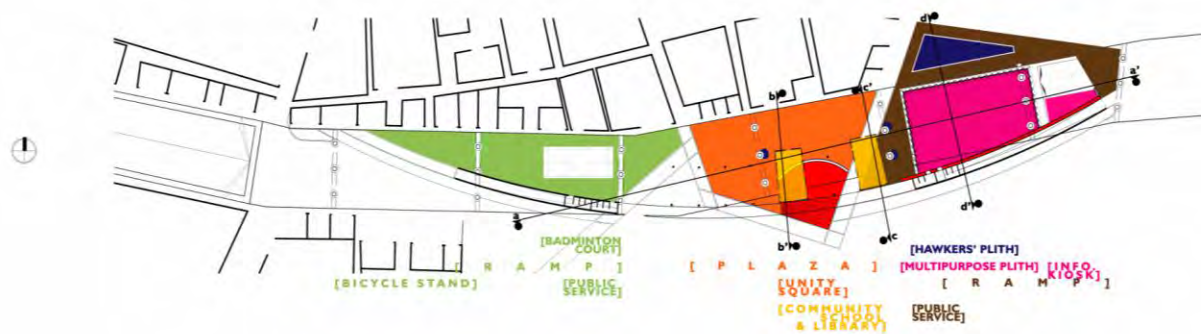 d)
a'
b)
c'
a
b'
c
d'
[BADMINTON
COURT]
[ R A M P ]
[BICYCLE STAND]
[PUBLIC
SERVICE]
[ P L A Z A ]
[UNITY
SQUARE]
[COMMUNITY
SCHOOL
& LIBRARY]
[HAWKERS' PLITH]
[MULTIPURPOSE PLITH]
[INFO.
KIOSK]
[ R A M P ]
[PUBLIC
SERVICE]